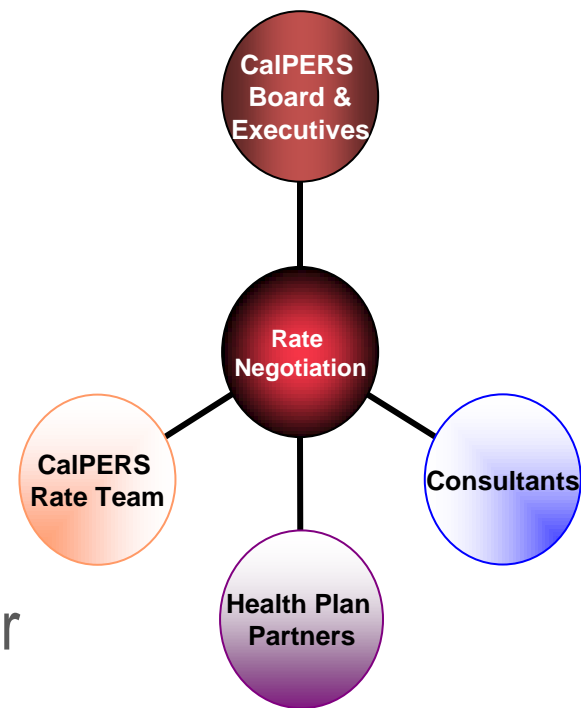 CalPERS
Board &
Executives
Rate
Negotiation
CalPERS
Rate Team
Consultants
Health Plan
Partners
r